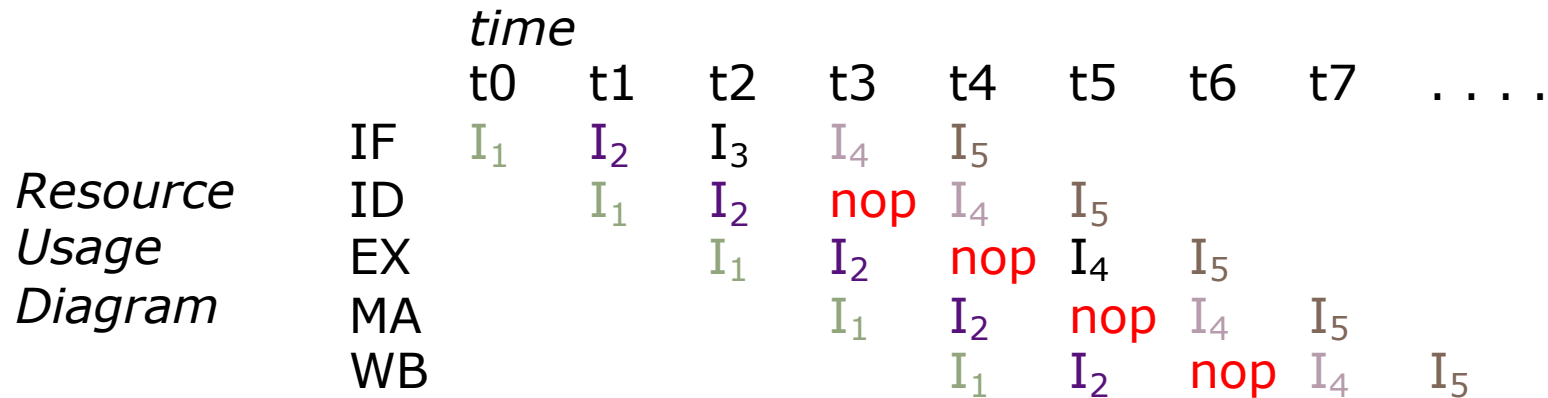 time
t0 t1 t2 t3 t4 t5 t6 t7 . . . .
IF I₁ I₂ I₃ I₄ I₅
Resource ID I₁ I₂ nop I₄ I₅
Usage EX I₁ I₂ nop I₄ I₅
Diagram MA I₁ I₂ nop I₄ I₅
WB I₁ I₂ nop I₄ I₅